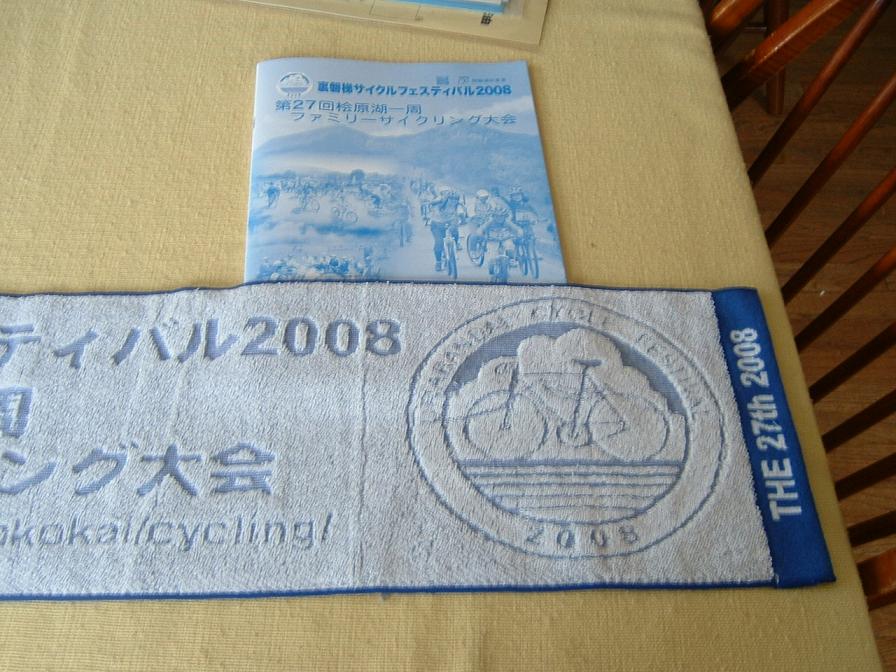 裏磐梯サイクルフェスティバル2008
第27回桧原湖一周
ファミリーサイクリング大会
ティバル2008
周
ング大会
okokai/cycling/
URABANDAI CYCLE FESTIVAL
2008
THE 27th 2008